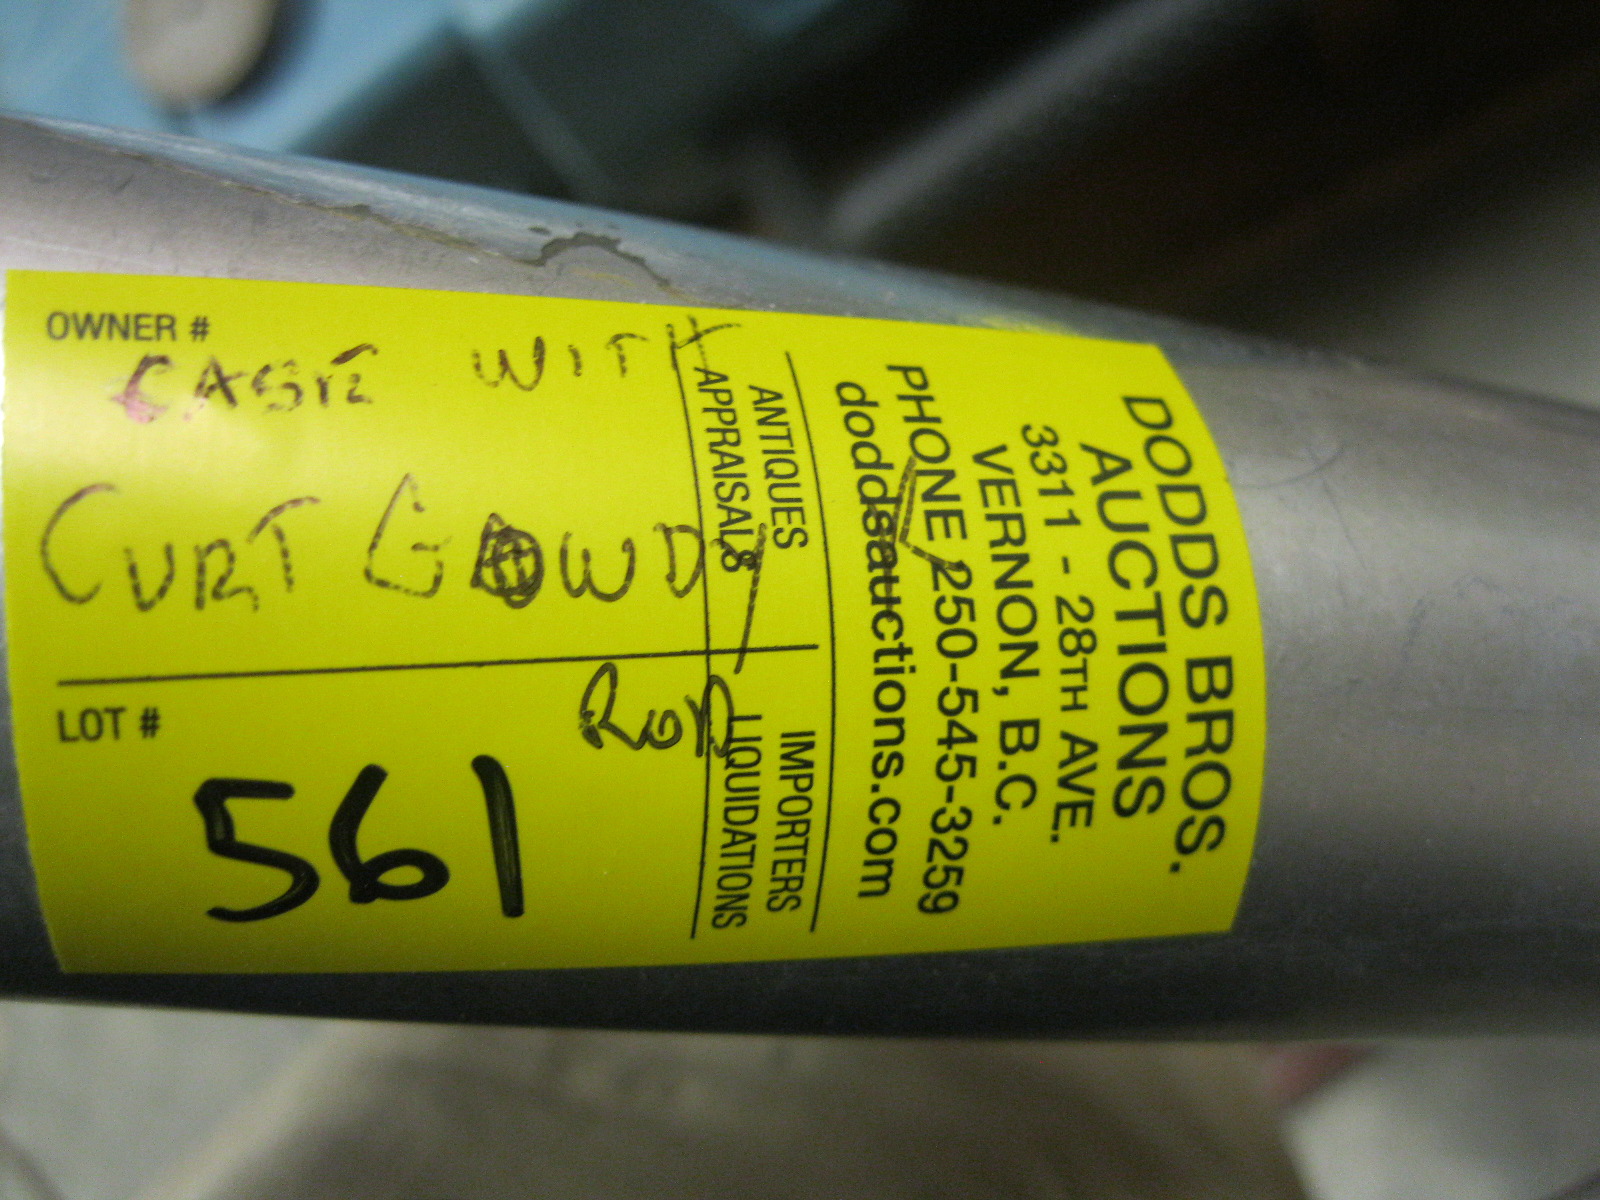 DODDS BROS.
AUCTIONS
3311 - 28TH AVE.
VERNON, B.C.
PHONE 250-545-3259
doddsauctions.com
ANTIQUES
APPRAISALS
IMPORTERS
LIQUIDATIONS
OWNER #
CASE WITH
CURT GOWDY
ROD
LOT #
561